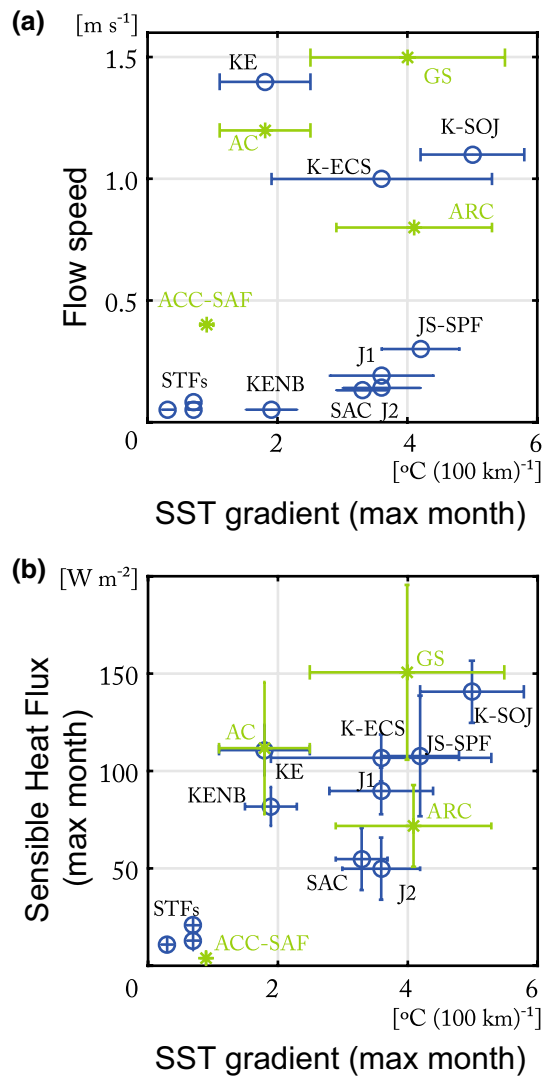 (a)
[m s⁻¹]
1.5
KE
GS
AC
K-SOJ
K-ECS
1.0
ARC
Flow speed
ACC-SAF
0.5
JS-SPF
J1
STFs
KENB
SAC J2
0
2
4
6
[ºC (100 km)⁻¹]
SST gradient (max month)
(b)
[W m⁻²]
GS
150
K-SOJ
AC
K-ECS
JS-SPF
100
KE
KENB
J1
ARC
Sensible Heat Flux
(max month)
50
SAC
J2
STFs
ACC-SAF
0
2
4
6
[ºC (100 km)⁻¹]
SST gradient (max month)